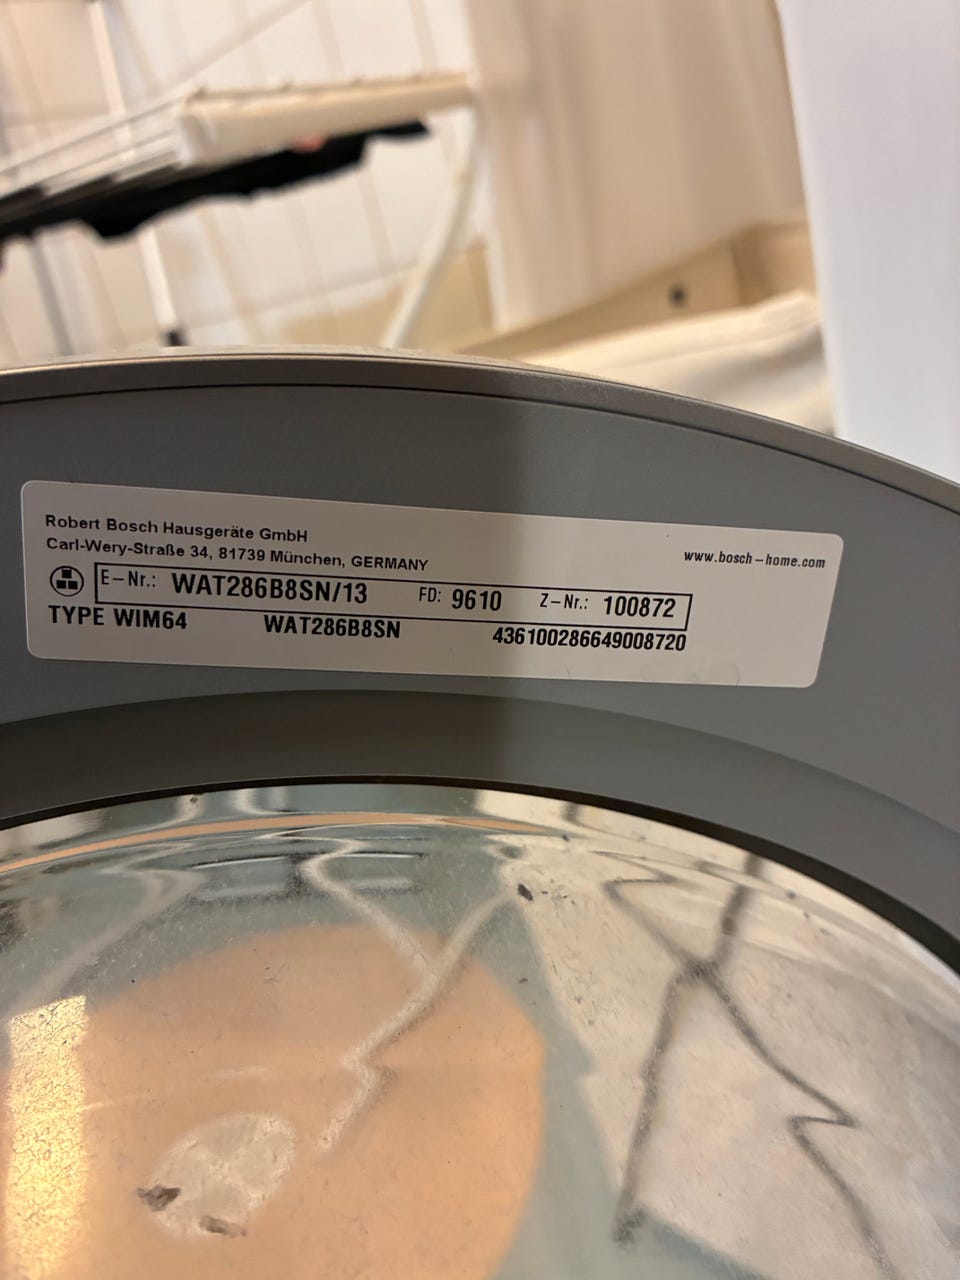 Robert Bosch Hausgeräte GmbH
Carl-Wery-Straße 34, 81739 München, GERMANY
www.bosch-home.com
E-Nr.: WAT286B8SN/13 FD: 9610 Z-Nr.: 100872
TYPE WIM64 WAT286B8SN 436100286649008720